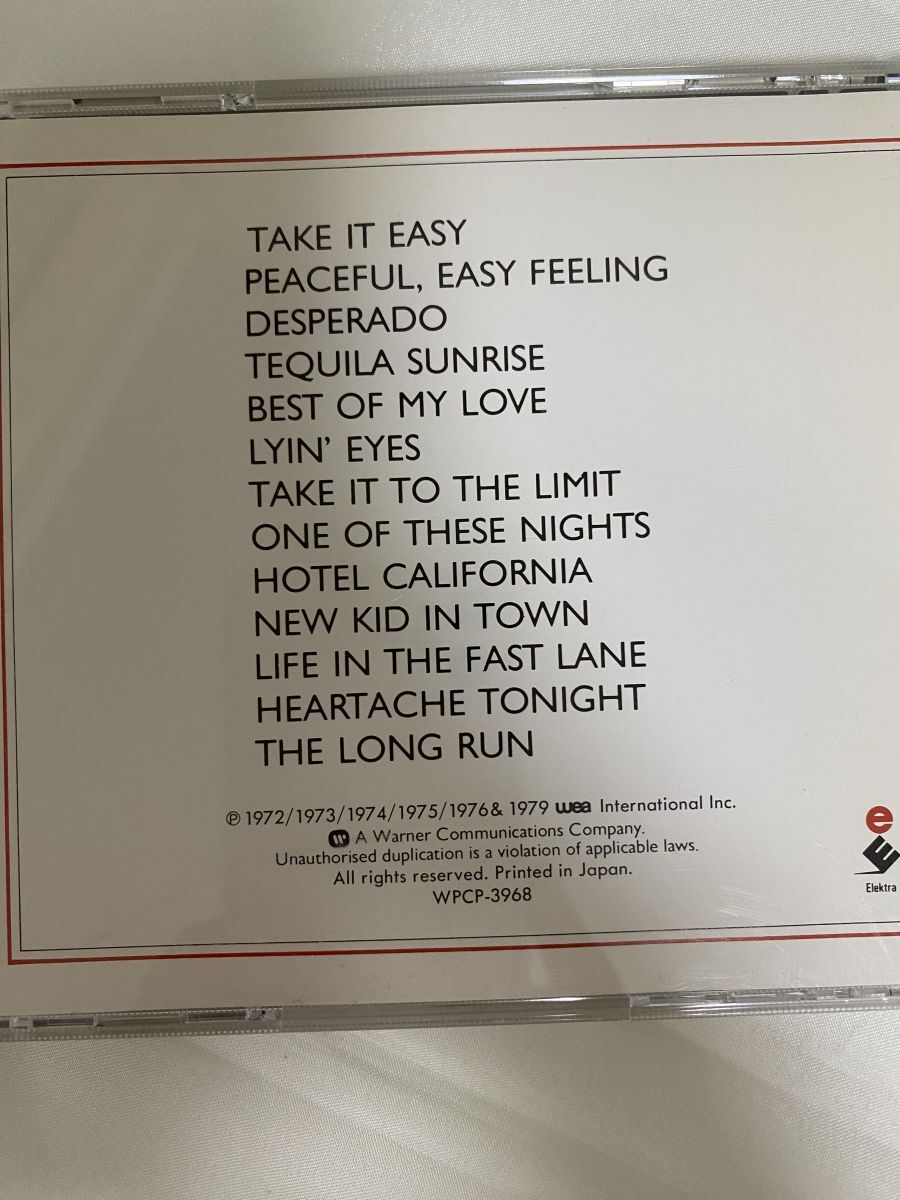 TAKE IT EASY
PEACEFUL, EASY FEELING
DESPERADO
TEQUILA SUNRISE
BEST OF MY LOVE
LYIN' EYES
TAKE IT TO THE LIMIT
ONE OF THESE NIGHTS
HOTEL CALIFORNIA
NEW KID IN TOWN
LIFE IN THE FAST LANE
HEARTACHE TONIGHT
THE LONG RUN
℗ 1972/1973/1974/1975/1976& 1979 wea International Inc.
A Warner Communications Company.
Unauthorised duplication is a violation of applicable laws.
All rights reserved. Printed in Japan.
WPCP-3968
e
E
Elektra